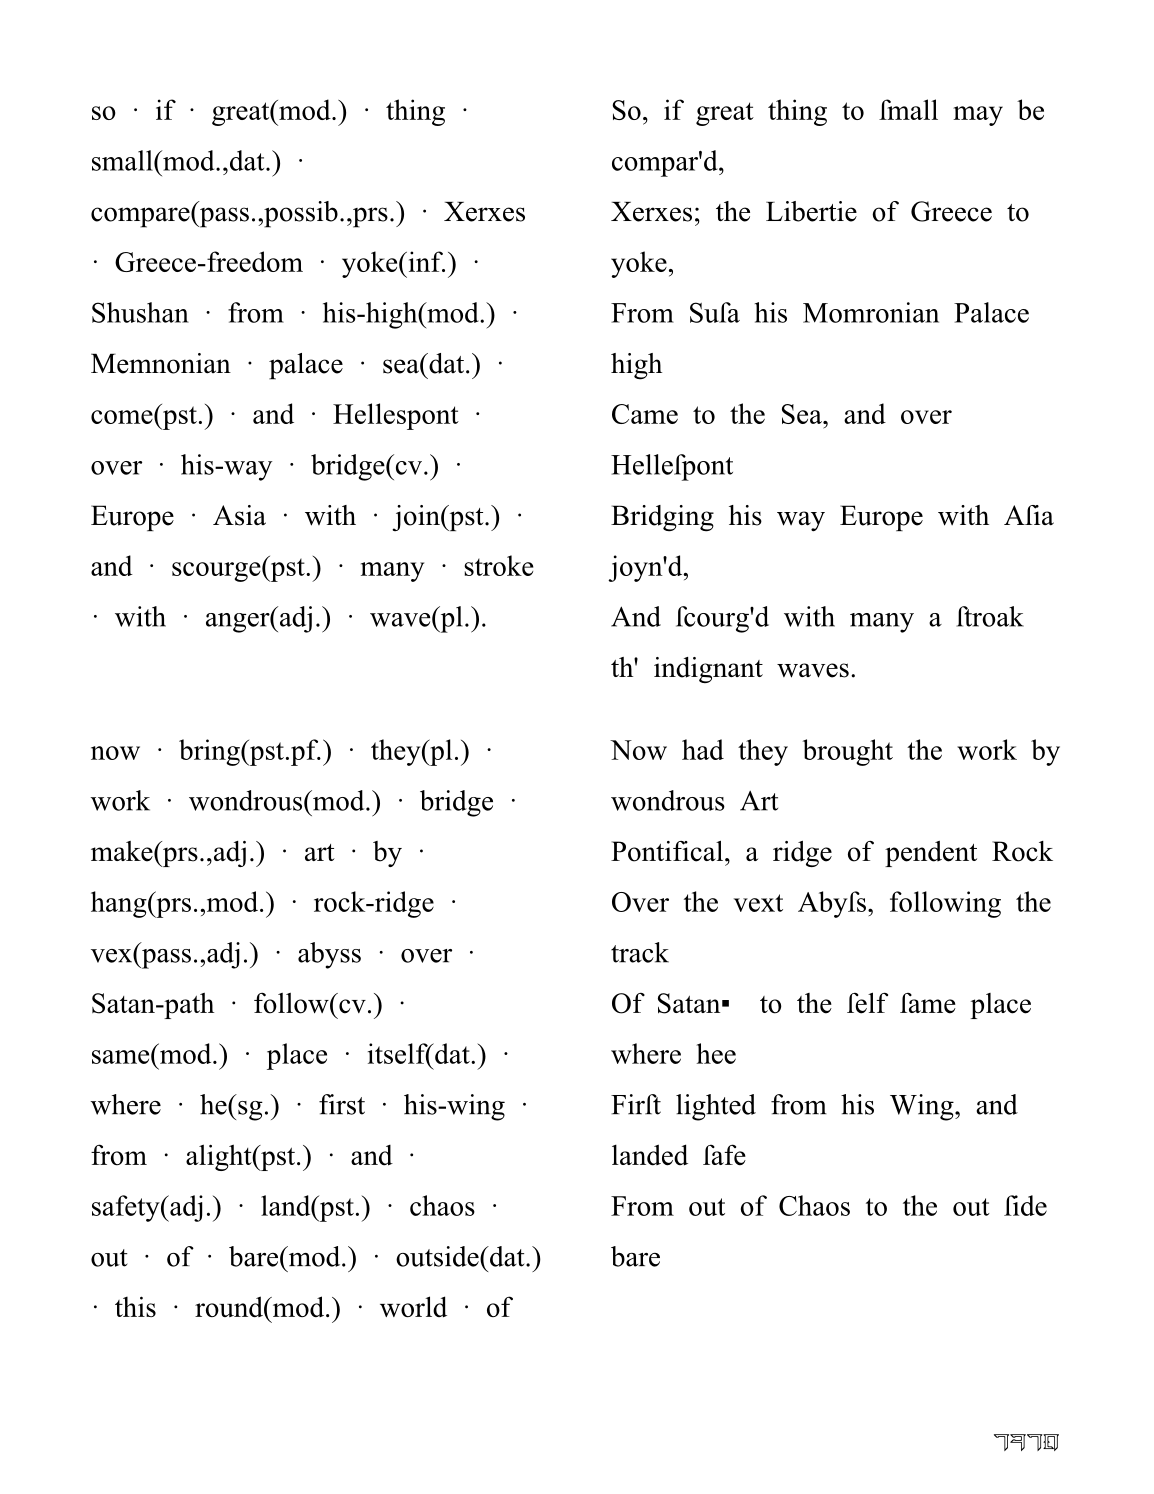 so · if · great(mod.) · thing ·
small(mod.,dat.) ·
compare(pass.,possib.,prs.) · Xerxes
· Greece-freedom · yoke(inf.) ·
Shushan · from · his-high(mod.) ·
Memnonian · palace · sea(dat.) ·
come(pst.) · and · Hellespont ·
over · his-way · bridge(cv.) ·
Europe · Asia · with · join(pst.) ·
and · scourge(pst.) · many · stroke
· with · anger(adj.) · wave(pl.).
So, if great thing to ſmall may be
compar'd,
Xerxes; the Libertie of Greece to
yoke,
From Suſa his Momronian Palace
high
Came to the Sea, and over
Helleſpont
Bridging his way Europe with Aſia
joyn'd,
And ſcourg'd with many a ſtroak
th' indignant waves.
now · bring(pst.pf.) · they(pl.) ·
work · wondrous(mod.) · bridge ·
make(prs.,adj.) · art · by ·
hang(prs.,mod.) · rock-ridge ·
vex(pass.,adj.) · abyss · over ·
Satan-path · follow(cv.) ·
same(mod.) · place · itself(dat.) ·
where · he(sg.) · first · his-wing ·
from · alight(pst.) · and ·
safety(adj.) · land(pst.) · chaos ·
out · of · bare(mod.) · outside(dat.)
· this · round(mod.) · world · of
Now had they brought the work by
wondrous Art
Pontifical, a ridge of pendent Rock
Over the vext Abyſs, following the
track
Of Satan▪ to the ſelf ſame place
where hee
Firſt lighted from his Wing, and
landed ſafe
From out of Chaos to the out ſide
bare